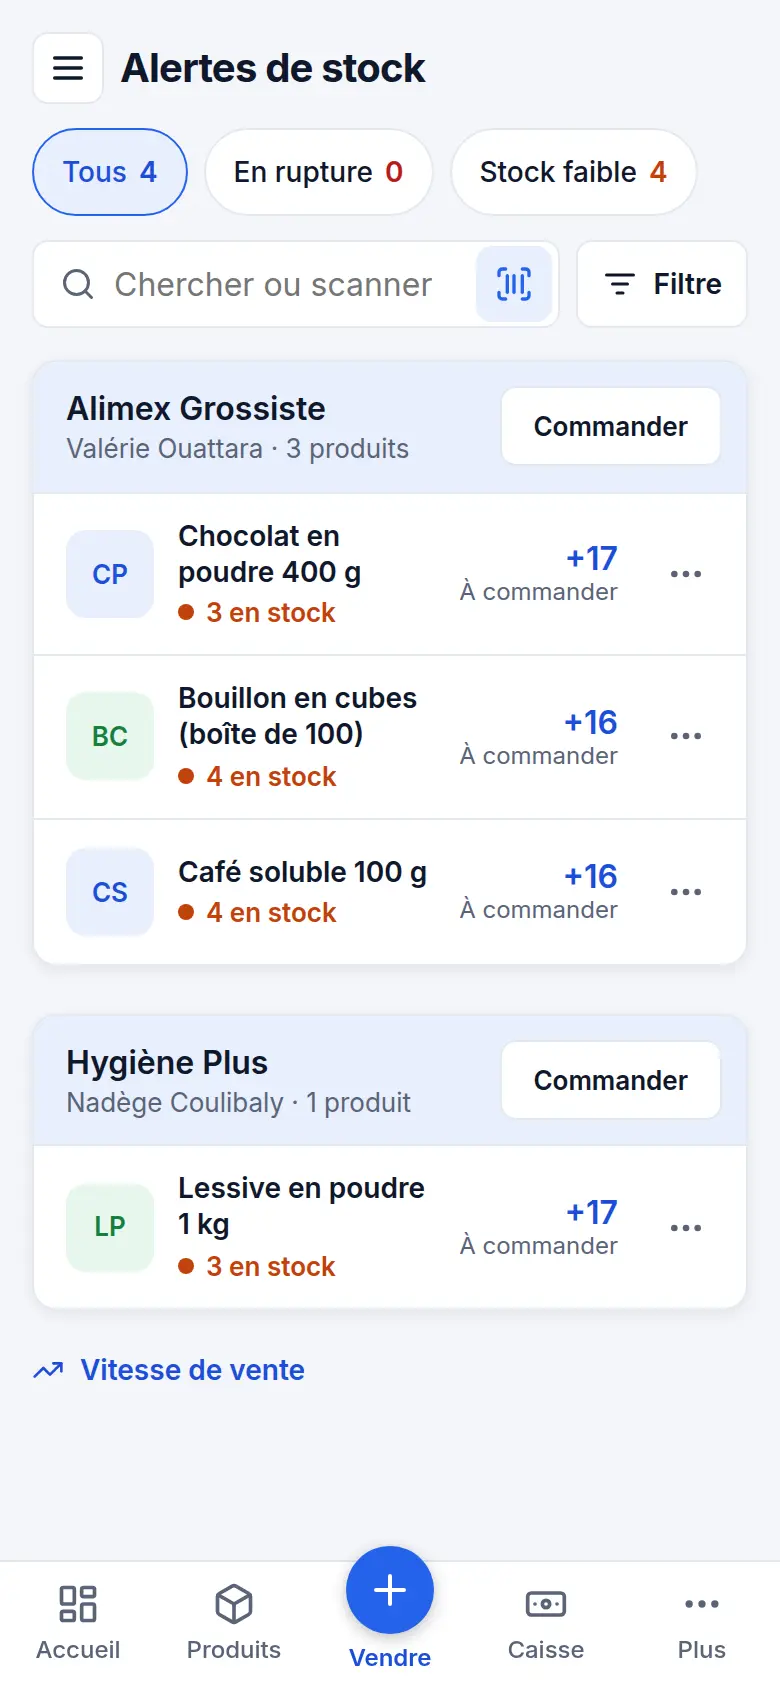 Alertes de stock
Tous 4
En rupture 0
Stock faible 4
Chercher ou scanner
Filtre
Alimex Grossiste
Valérie Ouattara · 3 produits
Commander
CP
Chocolat en
poudre 400 g
3 en stock
+17
À commander
BC
Bouillon en cubes
(boîte de 100)
4 en stock
+16
À commander
CS
Café soluble 100 g
4 en stock
+16
À commander
Hygiène Plus
Nadège Coulibaly · 1 produit
Commander
LP
Lessive en poudre
1 kg
3 en stock
+17
À commander
Vitesse de vente
Accueil
Produits
Vendre
Caisse
Plus